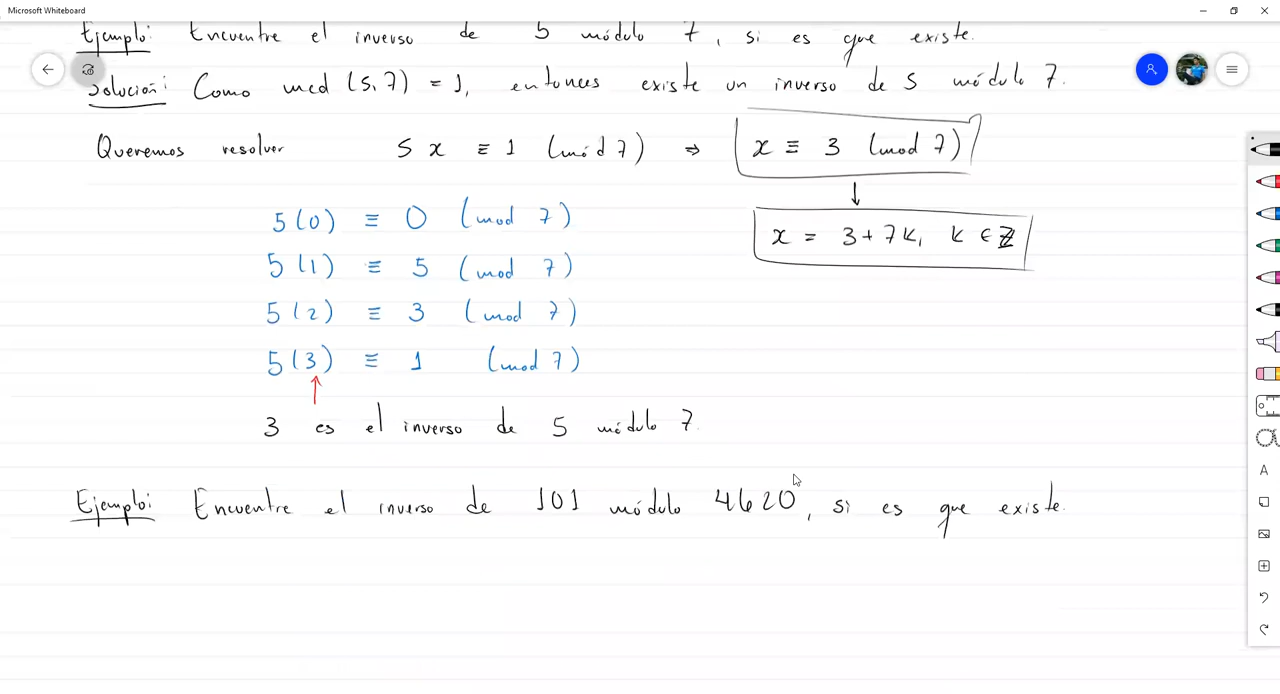 Microsoft Whiteboard
Ejemplo: Encuentre el inverso de 5 módulo 7, si es que existe.
Solución: Como mcd (5,7) = 1, entonces existe un inverso de 5 módulo 7.
Queremos resolver 5 x ≡ 1 (mód 7) ⇒ x ≡ 3 (mod 7)
↓
5(0) ≡ 0 (mod 7) x = 3 + 7k, k ∈ ℤ
5(1) ≡ 5 (mod 7)
5(2) ≡ 3 (mod 7)
5(3) ≡ 1 (mod 7)
↑
3 es el inverso de 5 módulo 7.
Ejemplo: Encuentre el inverso de 101 módulo 4620, si es que existe.